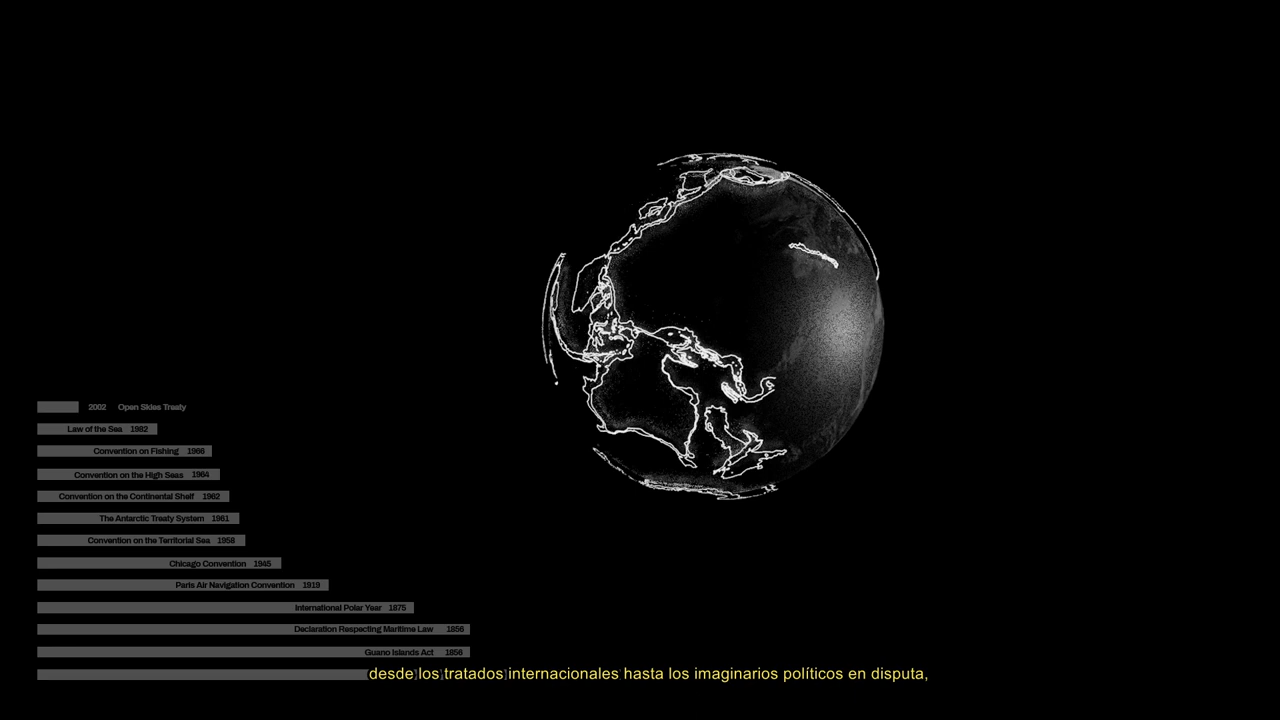 2002 Open Skies Treaty
Law of the Sea 1982
Convention on Fishing 1966
Convention on the High Seas 1964
Convention on the Continental Shelf 1962
The Antarctic Treaty System 1961
Convention on the Territorial Sea 1958
Chicago Convention 1945
Paris Air Navigation Convention 1919
International Polar Year 1875
Declaration Respecting Maritime Law 1856
Guano Islands Act 1856
desde los tratados internacionales hasta los imaginarios políticos en disputa,